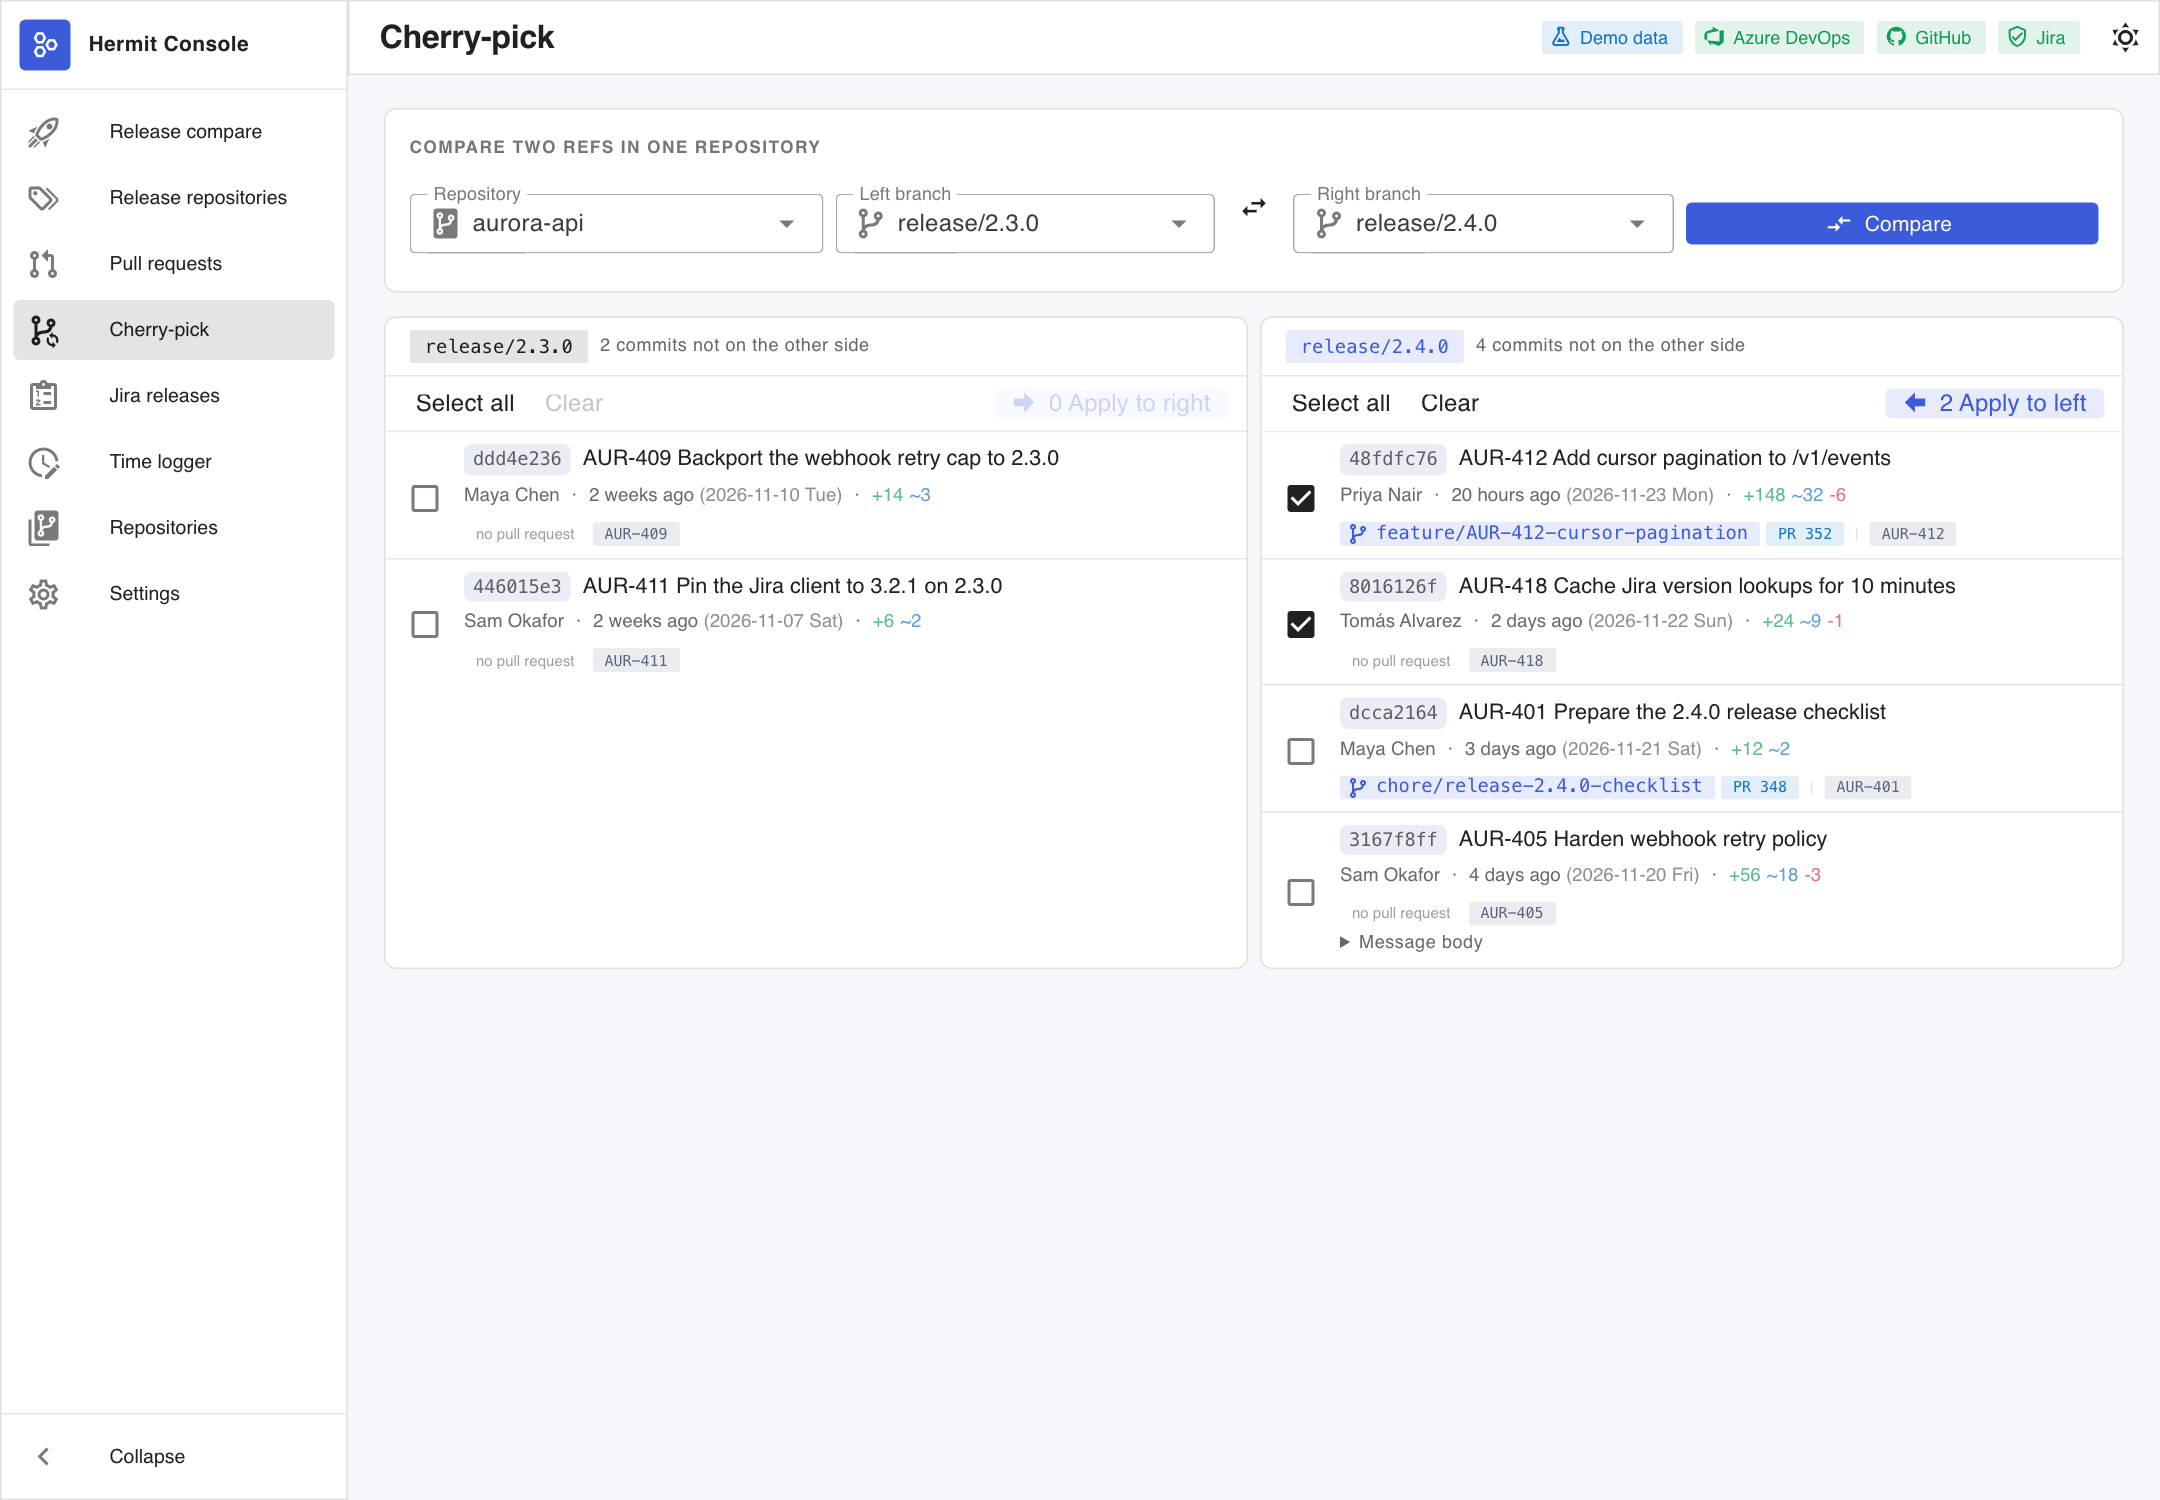 Hermit Console
Cherry-pick
Demo data
Azure DevOps
GitHub
Jira
Release compare
Release repositories
Pull requests
Cherry-pick
Jira releases
Time logger
Repositories
Settings
Collapse
COMPARE TWO REFS IN ONE REPOSITORY
Repository
aurora-api
Left branch
release/2.3.0
Right branch
release/2.4.0
Compare
release/2.3.0 2 commits not on the other side
Select all Clear 0 Apply to right
ddd4e236 AUR-409 Backport the webhook retry cap to 2.3.0
Maya Chen · 2 weeks ago (2026-11-10 Tue) · +14 ~3
no pull request AUR-409
446015e3 AUR-411 Pin the Jira client to 3.2.1 on 2.3.0
Sam Okafor · 2 weeks ago (2026-11-07 Sat) · +6 ~2
no pull request AUR-411
release/2.4.0 4 commits not on the other side
Select all Clear 2 Apply to left
48fdfc76 AUR-412 Add cursor pagination to /v1/events
Priya Nair · 20 hours ago (2026-11-23 Mon) · +148 ~32 -6
feature/AUR-412-cursor-pagination PR 352 | AUR-412
8016126f AUR-418 Cache Jira version lookups for 10 minutes
Tomás Alvarez · 2 days ago (2026-11-22 Sun) · +24 ~9 -1
no pull request AUR-418
dcca2164 AUR-401 Prepare the 2.4.0 release checklist
Maya Chen · 3 days ago (2026-11-21 Sat) · +12 ~2
chore/release-2.4.0-checklist PR 348 | AUR-401
3167f8ff AUR-405 Harden webhook retry policy
Sam Okafor · 4 days ago (2026-11-20 Fri) · +56 ~18 -3
no pull request AUR-405
Message body